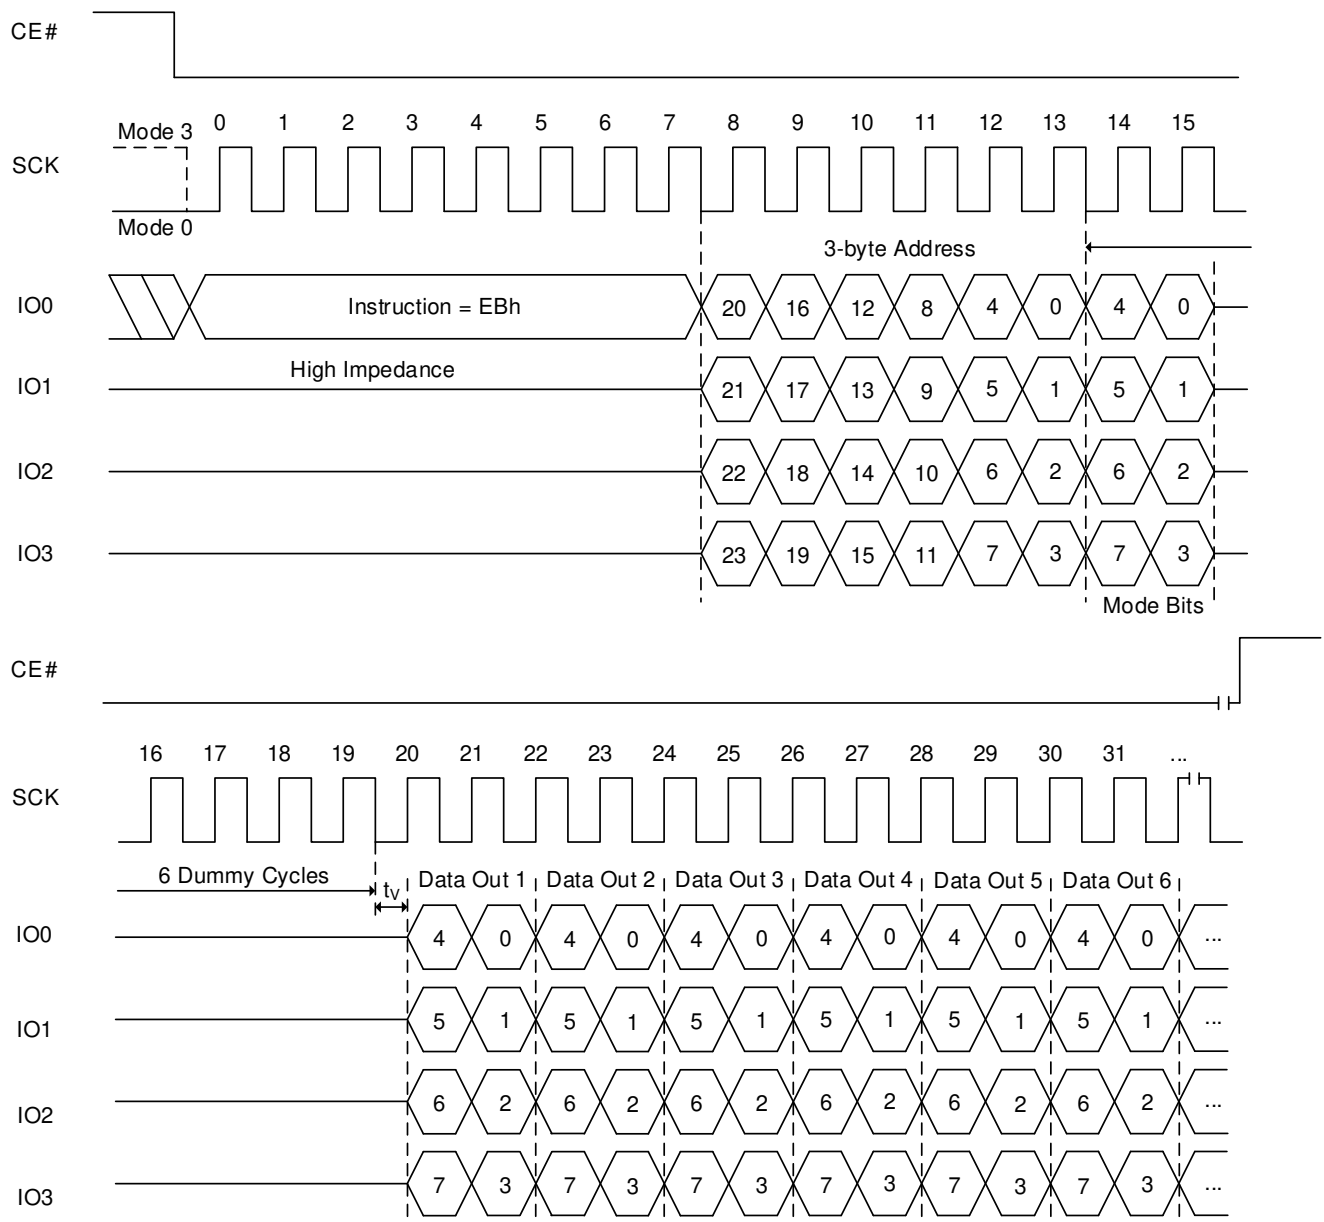 CE#
Mode 3 0 1 2 3 4 5 6 7 8 9 10 11 12 13 14 15
SCK
Mode 0
3-byte Address
IO0 Instruction = EBh 20 16 12 8 4 0 4 0
High Impedance
IO1 21 17 13 9 5 1 5 1
IO2 22 18 14 10 6 2 6 2
IO3 23 19 15 11 7 3 7 3
Mode Bits
CE#
16 17 18 19 20 21 22 23 24 25 26 27 28 29 30 31 ...
SCK
6 Dummy Cycles tV Data Out 1 Data Out 2 Data Out 3 Data Out 4 Data Out 5 Data Out 6
IO0 4 0 4 0 4 0 4 0 4 0 4 0 ...
IO1 5 1 5 1 5 1 5 1 5 1 5 1 ...
IO2 6 2 6 2 6 2 6 2 6 2 6 2 ...
IO3 7 3 7 3 7 3 7 3 7 3 7 3 ...